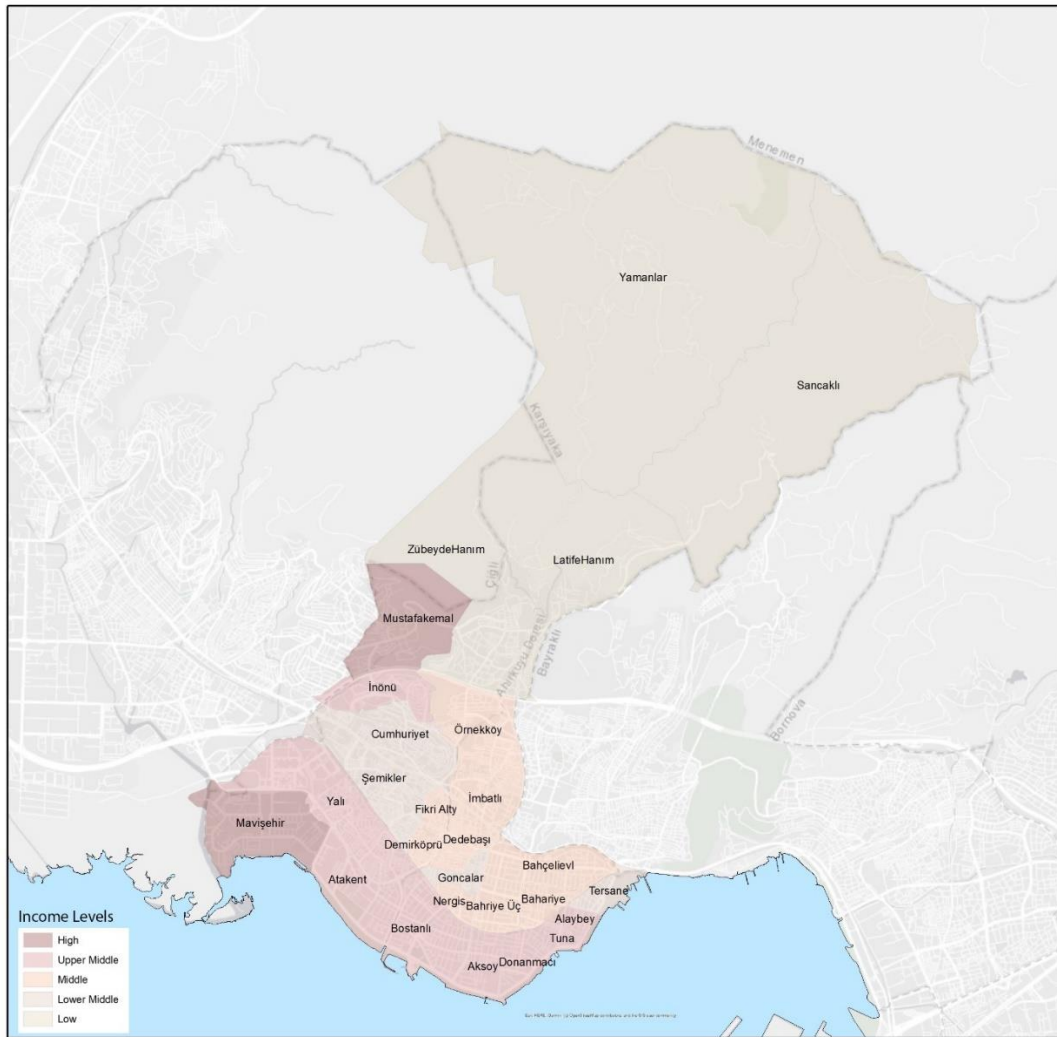 Menemen
Yamanlar
Sancaklı
Karşıyaka
ZübeydeHanım
LatifeHanım
Çiğli
Mustafakemal
Bayraklı
İnönü
Bornova
Cumhuriyet
Örnekköy
Şemikler
Yalı
İmbatlı
Fikri Alty
Mavişehir
Demirköprü
Dedebaşı
Bahçelievl
Goncalar
Atakent
Tersane
Nergis
Bahriye Üç
Bahariye
Alaybey
Bostanlı
Tuna
Aksoy
Donanmacı
Income Levels
High
Upper Middle
Middle
Lower Middle
Low